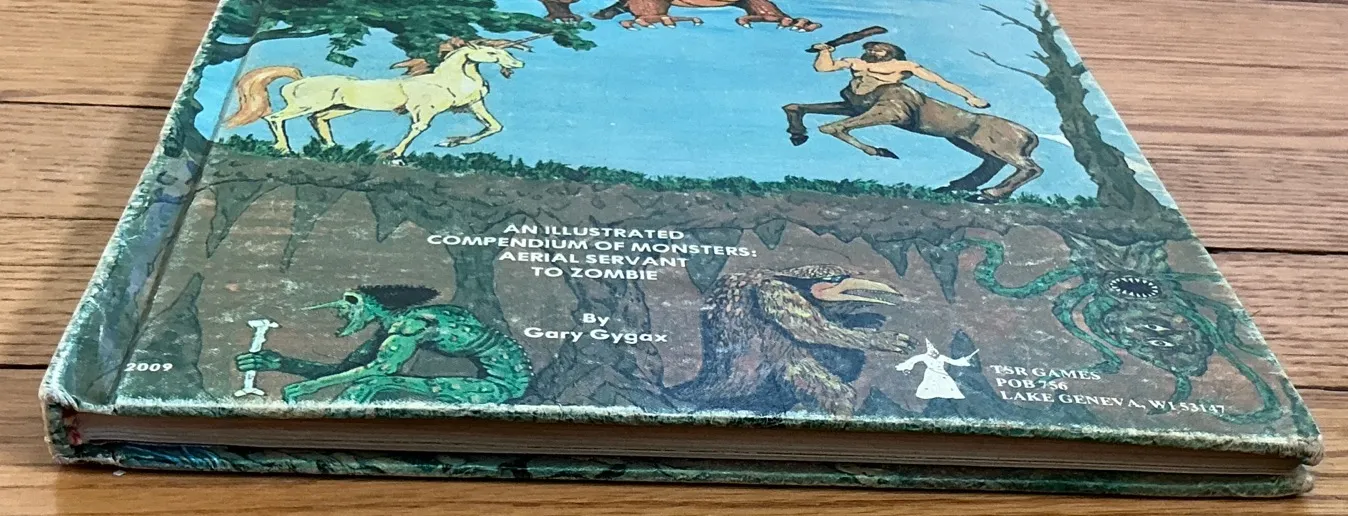 AN ILLUSTRATED
COMPENDIUM OF MONSTERS:
AERIAL SERVANT
TO ZOMBIE
By
Gary Gygax
2009
TSR GAMES
POB 756
LAKE GENEVA, WI 53147